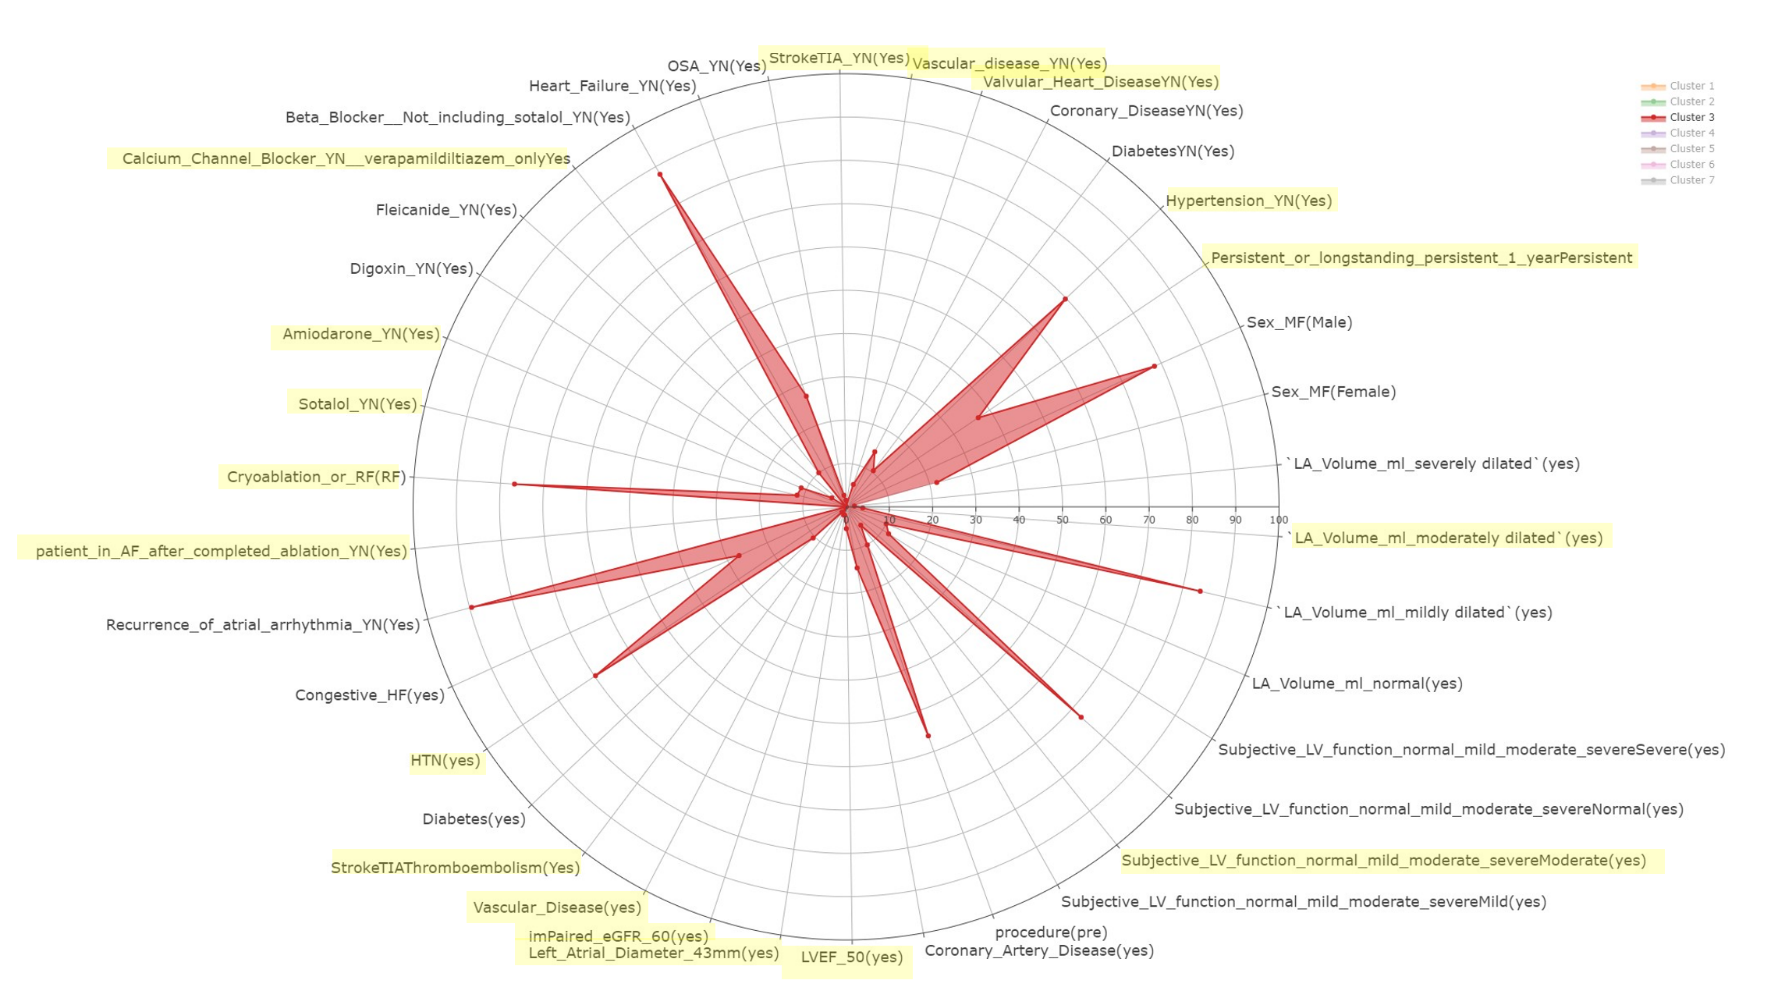 StrokeTIA_YN(Yes)
Vascular_disease_YN(Yes)
Valvular_Heart_DiseaseYN(Yes)
Coronary_DiseaseYN(Yes)
DiabetesYN(Yes)
Hypertension_YN(Yes)
Persistent_or_longstanding_persistent_1_yearPersistent
Sex_MF(Male)
Sex_MF(Female)
`LA_Volume_ml_severely dilated`(yes)
`LA_Volume_ml_moderately dilated`(yes)
`LA_Volume_ml_mildly dilated`(yes)
LA_Volume_ml_normal(yes)
Subjective_LV_function_normal_mild_moderate_severeSevere(yes)
Subjective_LV_function_normal_mild_moderate_severeNormal(yes)
Subjective_LV_function_normal_mild_moderate_severeModerate(yes)
Subjective_LV_function_normal_mild_moderate_severeMild(yes)
procedure(pre)
Coronary_Artery_Disease(yes)
LVEF_50(yes)
Left_Atrial_Diameter_43mm(yes)
imPaired_eGFR_60(yes)
Vascular_Disease(yes)
StrokeTIAThromboembolism(Yes)
Diabetes(yes)
HTN(yes)
Congestive_HF(yes)
Recurrence_of_atrial_arrhythmia_YN(Yes)
patient_in_AF_after_completed_ablation_YN(Yes)
Cryoablation_or_RF(RF)
Sotalol_YN(Yes)
Amiodarone_YN(Yes)
Digoxin_YN(Yes)
Fleicanide_YN(Yes)
Calcium_Channel_Blocker_YN__verapamildiltiazem_onlyYes
Beta_Blocker__Not_including_sotalol_YN(Yes)
Heart_Failure_YN(Yes)
OSA_YN(Yes)
0 10 20 30 40 50 60 70 80 90 100
Cluster 1
Cluster 2
Cluster 3
Cluster 4
Cluster 5
Cluster 6
Cluster 7